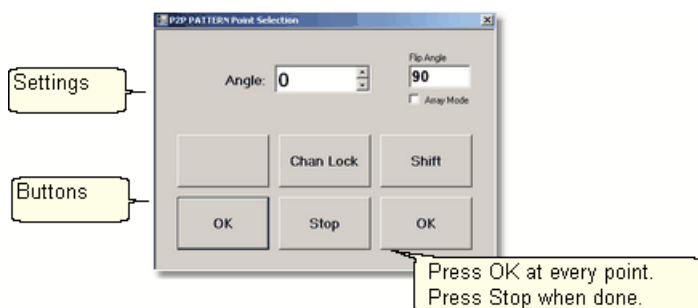 P2P PATTERN Point Selection
Settings
Angle: 0
Flip Angle
90
Array Mode
Chan Lock
Shift
Buttons
OK
Stop
OK
Press OK at every point.
Press Stop when done.